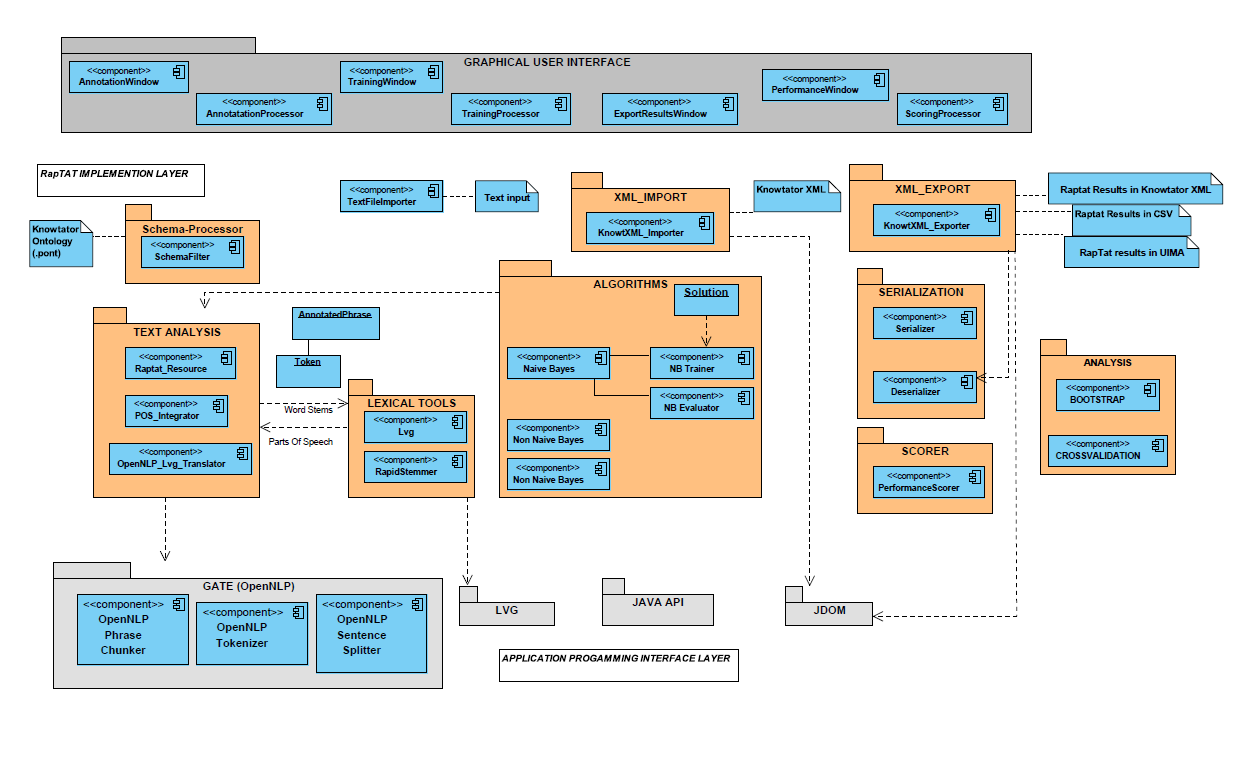 GRAPHICAL USER INTERFACE
<<component>>
AnnotationWindow
<<component>>
AnnotatationProcessor
<<component>>
TrainingWindow
<<component>>
TrainingProcessor
<<component>>
ExportResultsWindow
<<component>>
PerformanceWindow
<<component>>
ScoringProcessor
RapTAT IMPLEMENTION LAYER
Knowtator
Ontology
(.pont)
Schema-Processor
<<component>>
SchemaFilter
<<component>>
TextFileImporter
Text input
XML_IMPORT
<<component>>
KnowtXML_Importer
Knowtator XML
XML_EXPORT
<<component>>
KnowtXML_Exporter
Raptat Results in Knowtator XML
Raptat Results in CSV
RapTat results in UIMA
TEXT ANALYSIS
<<component>>
Raptat_Resource
<<component>>
POS_Integrator
<<component>>
OpenNLP_Lvg_Translator
AnnotatedPhrase
Token
Word Stems
Parts Of Speech
LEXICAL TOOLS
<<component>>
Lvg
<<component>>
RapidStemmer
ALGORITHMS
Solution
<<component>>
Naive Bayes
<<component>>
NB Trainer
<<component>>
NB Evaluator
<<component>>
Non Naive Bayes
<<component>>
Non Naive Bayes
SERIALIZATION
<<component>>
Serializer
<<component>>
Deserializer
SCORER
<<component>>
PerformanceScorer
ANALYSIS
<<component>>
BOOTSTRAP
<<component>>
CROSSVALIDATION
GATE (OpenNLP)
<<component>>
OpenNLP
Phrase
Chunker
<<component>>
OpenNLP
Tokenizer
<<component>>
OpenNLP
Sentence
Splitter
LVG
JAVA API
JDOM
APPLICATION PROGAMMING INTERFACE LAYER